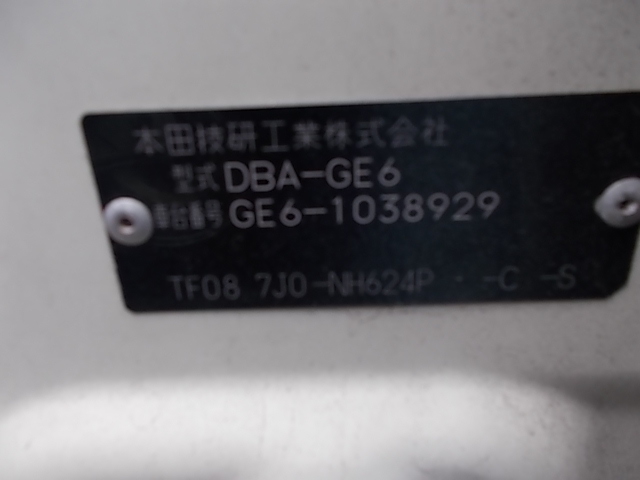 本田技研工業株式会社
型式 DBA-GE6
車台番号 GE6-1038929
TF08 7J0-NH624P · -C -S